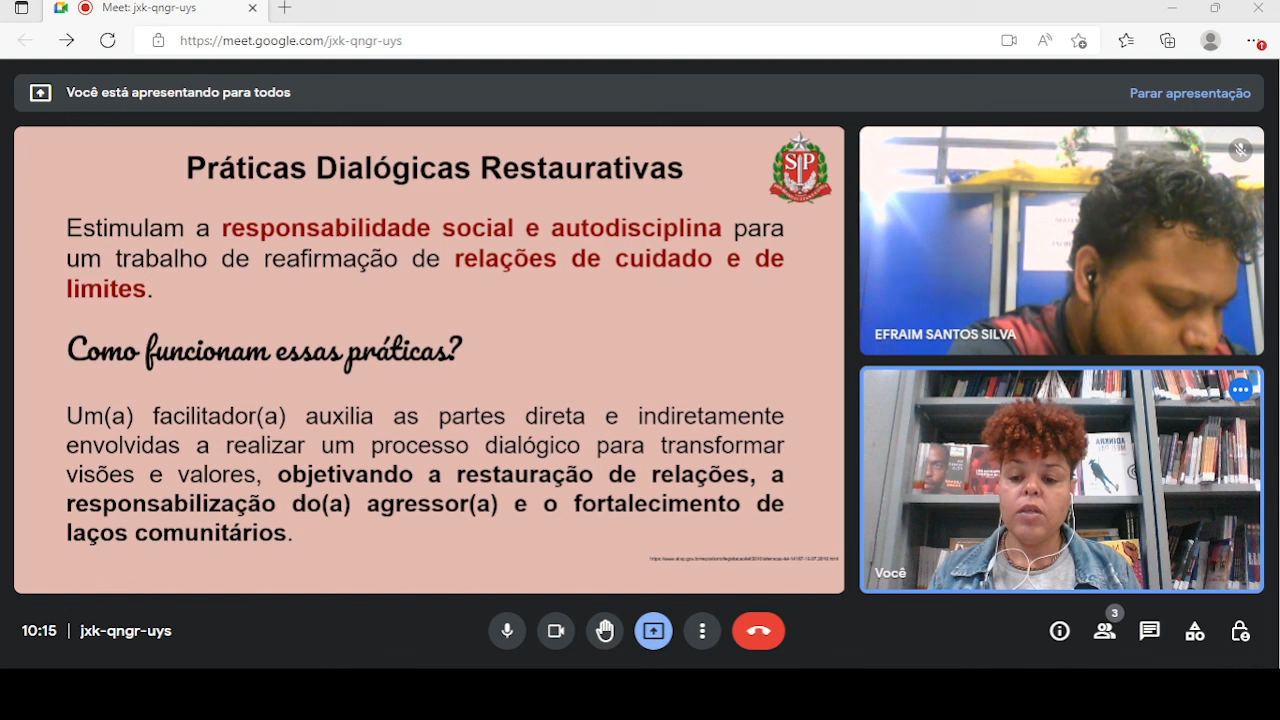 Meet: jxk-qngr-uys
https://meet.google.com/jxk-qngr-uys
Você está apresentando para todos
Parar apresentação
Práticas Dialógicas Restaurativas
SP
Estimulam a responsabilidade social e autodisciplina para
um trabalho de reafirmação de relações de cuidado e de
limites.
Como funcionam essas práticas?
Um(a) facilitador(a) auxilia as partes direta e indiretamente
envolvidas a realizar um processo dialógico para transformar
visões e valores, objetivando a restauração de relações, a
responsabilização do(a) agressor(a) e o fortalecimento de
laços comunitários.
EFRAIM SANTOS SILVA
Você
10:15 | jxk-qngr-uys
3